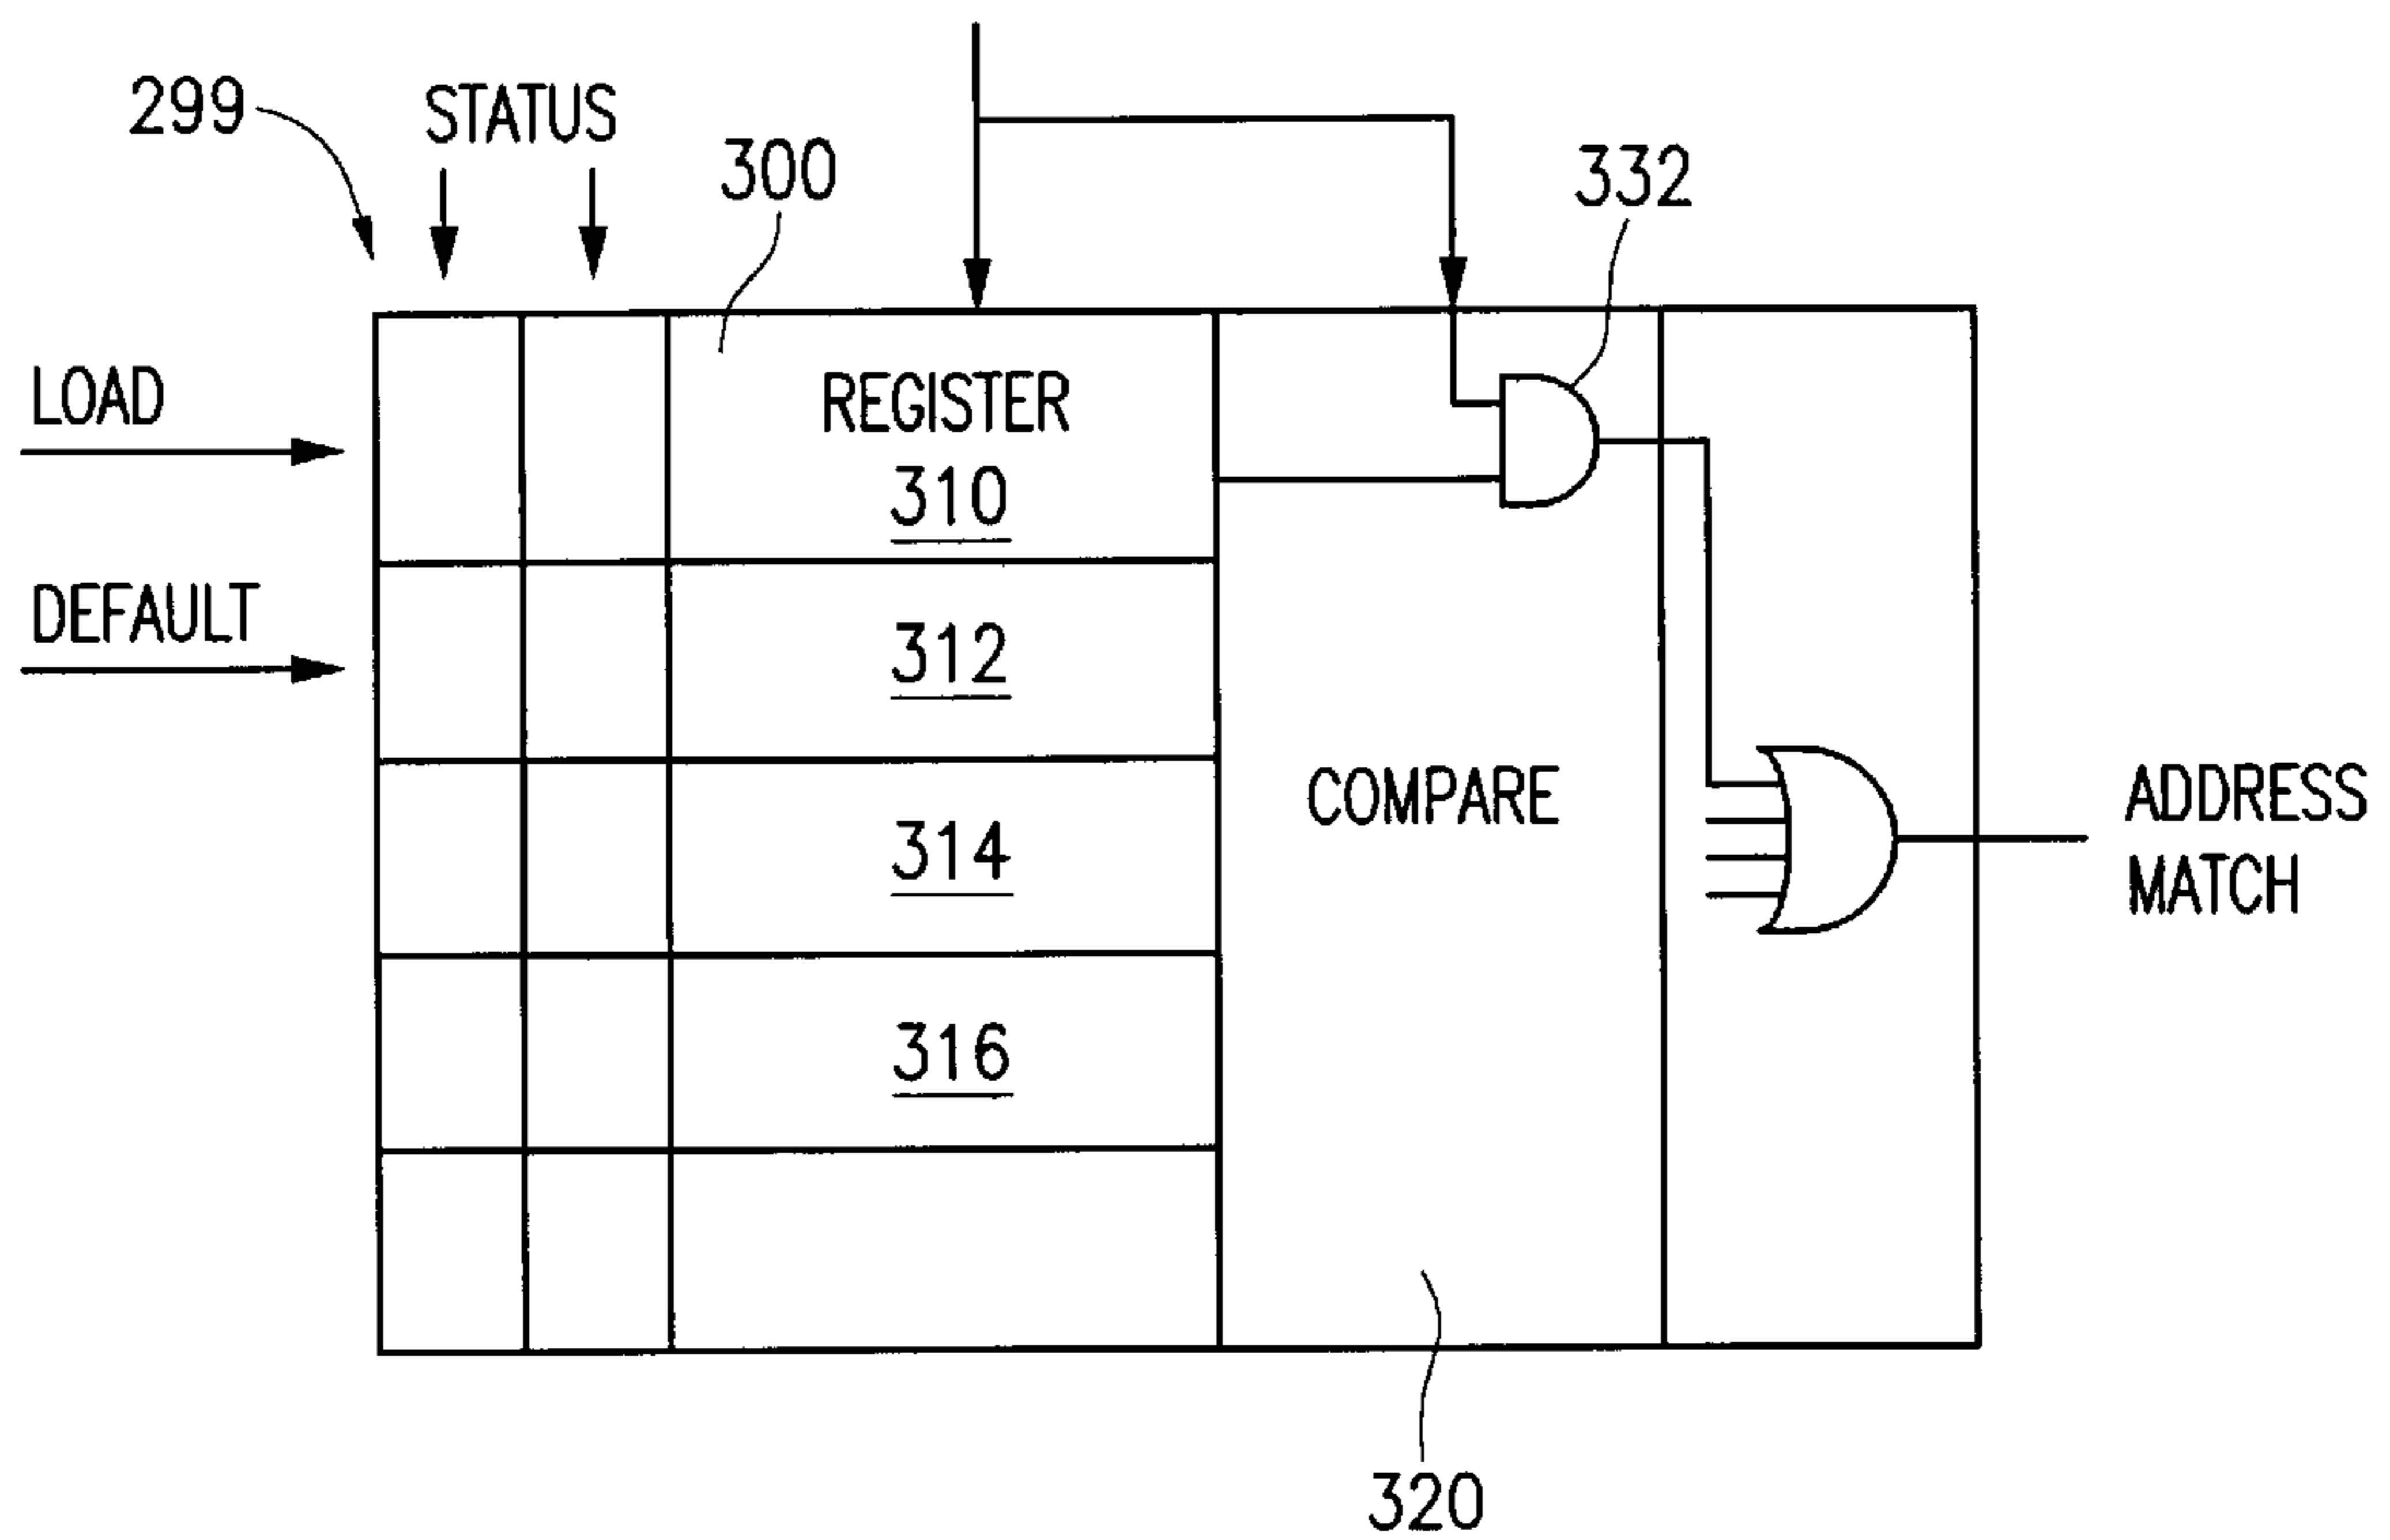 299
STATUS
300
332
LOAD
REGISTER
310
DEFAULT
312
314
COMPARE
ADDRESS
MATCH
316
320